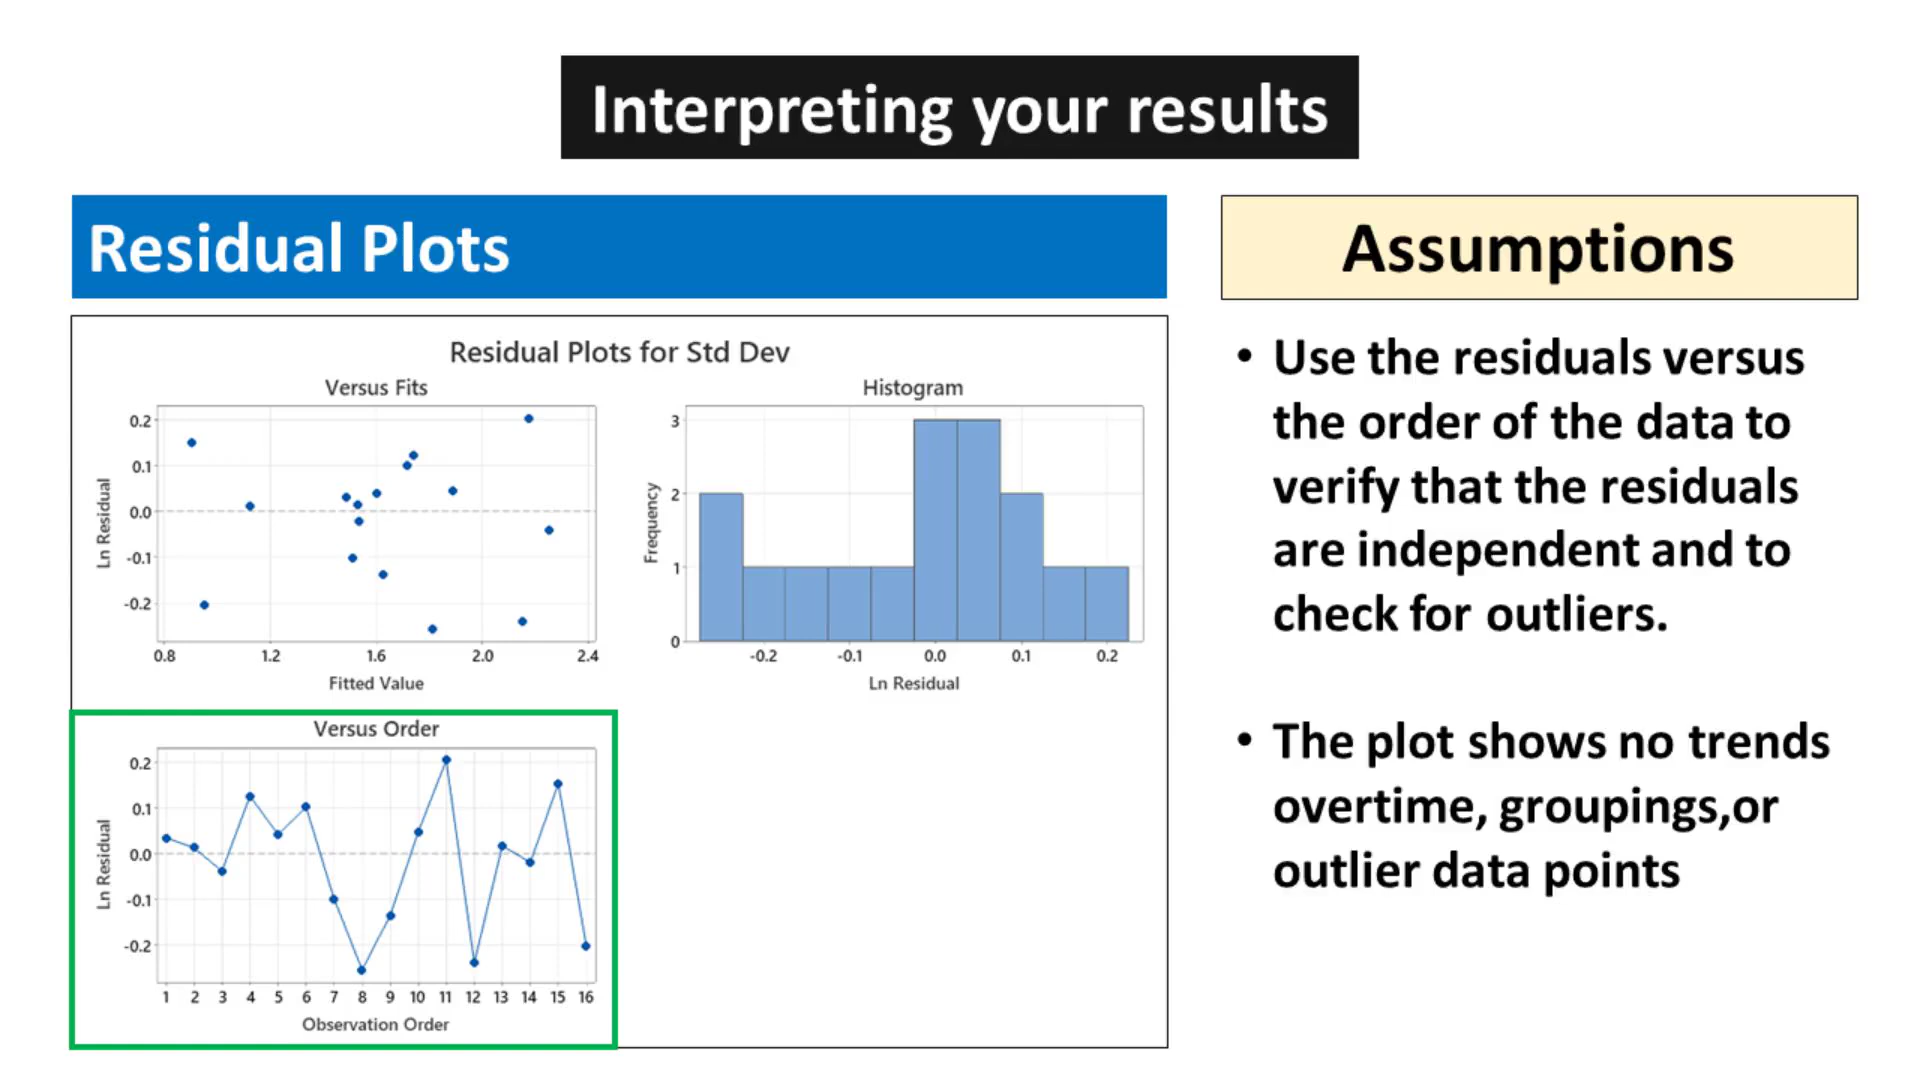 Interpreting your results
Residual Plots
Assumptions
Residual Plots for Std Dev
Versus Fits
Ln Residual
0.2
0.1
0.0
-0.1
-0.2
0.8 1.2 1.6 2.0 2.4
Fitted Value
Histogram
Frequency
3
2
1
0
-0.2 -0.1 0.0 0.1 0.2
Ln Residual
Versus Order
Ln Residual
0.2
0.1
0.0
-0.1
-0.2
1 2 3 4 5 6 7 8 9 10 11 12 13 14 15 16
Observation Order
• Use the residuals versus
the order of the data to
verify that the residuals
are independent and to
check for outliers.
• The plot shows no trends
overtime, groupings,or
outlier data points